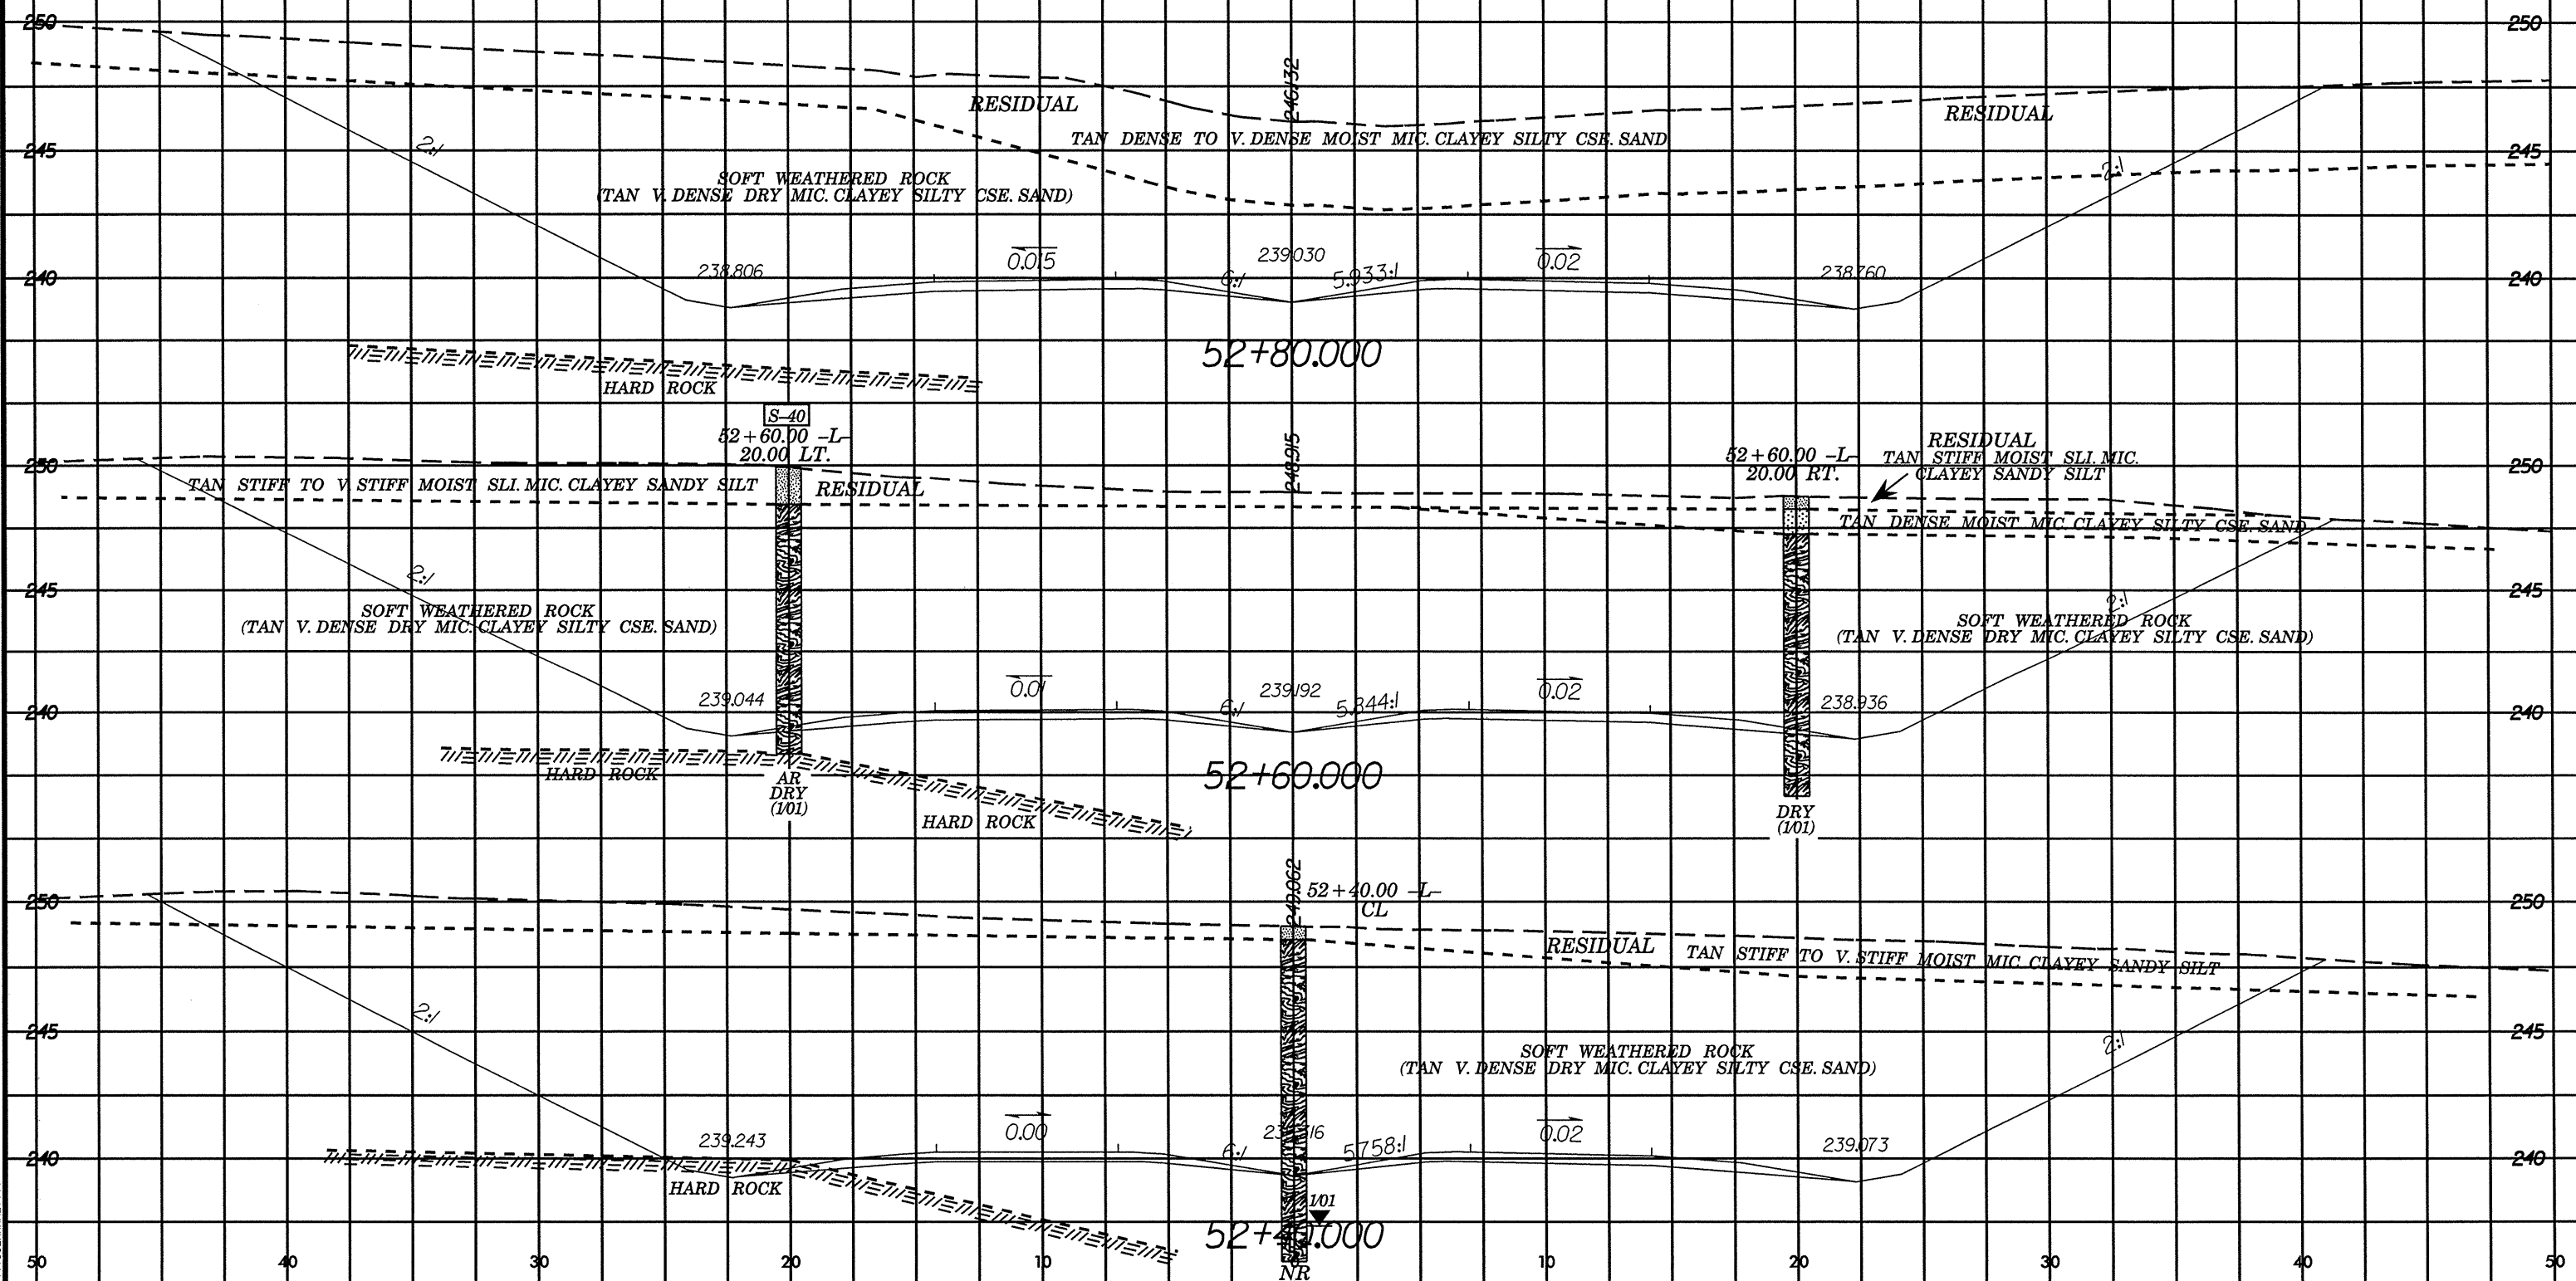 250 250
246.132
RESIDUAL
RESIDUAL
TAN DENSE TO V. DENSE MOIST MIC. CLAYEY SILTY CSE. SAND
245 2:1 245
2:1
SOFT WEATHERED ROCK
(TAN V. DENSE DRY MIC. CLAYEY SILTY CSE. SAND)
238.806 0.015 239.030 0.02 238.760
240 6:1 5.933:1 240
52+80.000
HARD ROCK
S-40
52+60.00 -L-
20.00 LT.
248.915
52+60.00 -L-
20.00 RT.
RESIDUAL
TAN STIFF MOIST SLI. MIC.
CLAYEY SANDY SILT
250 250
TAN STIFF TO V. STIFF MOIST SLI. MIC. CLAYEY SANDY SILT
RESIDUAL
TAN DENSE MOIST MIC. CLAYEY SILTY CSE. SAND
2:1
245 245
2:1
SOFT WEATHERED ROCK
(TAN V. DENSE DRY MIC. CLAYEY SILTY CSE. SAND)
SOFT WEATHERED ROCK
(TAN V. DENSE DRY MIC. CLAYEY SILTY CSE. SAND)
239.044 0.01 239.192 0.02 238.936
240 6:1 5.844:1 240
HARD ROCK
AR
DRY
(1/01)
52+60.000
HARD ROCK
DRY
(1/01)
249.062
52+40.00 -L-
CL
250 250
RESIDUAL
TAN STIFF TO V. STIFF MOIST MIC. CLAYEY SANDY SILT
2:1
245 245
2:1
SOFT WEATHERED ROCK
(TAN V. DENSE DRY MIC. CLAYEY SILTY CSE. SAND)
239.243 0.00 0.02 239.073
240 6:1 5.758:1 240
HARD ROCK
1/01
52+40.000
50 40 30 20 10 10 20 30 40 50
NR